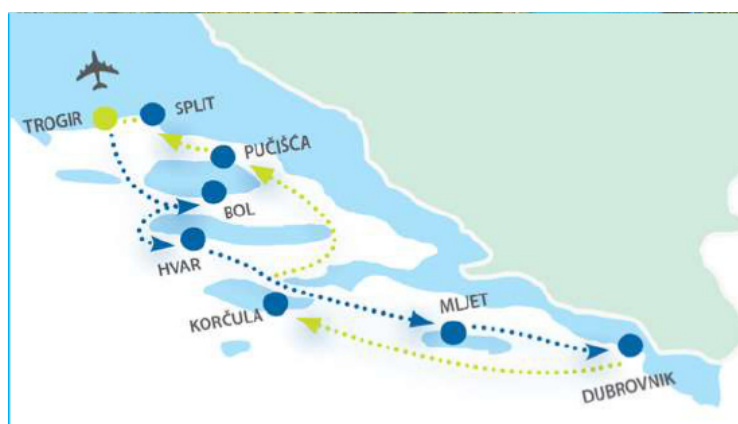 SPLIT
TROGIR
PUČIŠĆA
BOL
HVAR
KORČULA
MLJET
DUBROVNIK